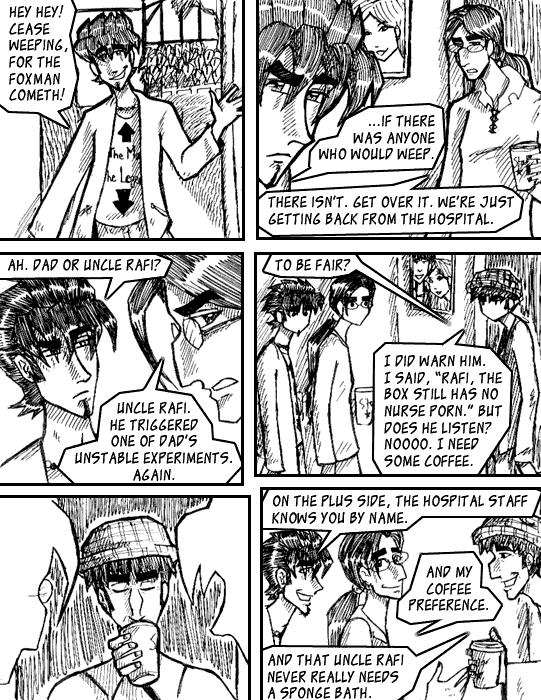 HEY HEY!
CEASE
WEEPING,
FOR THE
FOXMAN
COMETH!
The
The
...IF THERE
WAS ANYONE
WHO WOULD WEEP.
THERE ISN'T. GET OVER IT. WE'RE JUST
GETTING BACK FROM THE HOSPITAL.
AH. DAD OR UNCLE RAFI?
UNCLE RAFI.
HE TRIGGERED
ONE OF DAD'S
UNSTABLE EXPERIMENTS.
AGAIN.
TO BE FAIR?
I DID WARN HIM.
I SAID, "RAFI, THE
BOX STILL HAS NO
NURSE PORN." BUT
DOES HE LISTEN?
NOOOO. I NEED
SOME COFFEE.
ON THE PLUS SIDE, THE HOSPITAL STAFF
KNOWS YOU BY NAME.
AND MY
COFFEE
PREFERENCE.
AND THAT UNCLE RAFI
NEVER REALLY NEEDS
A SPONGE BATH.